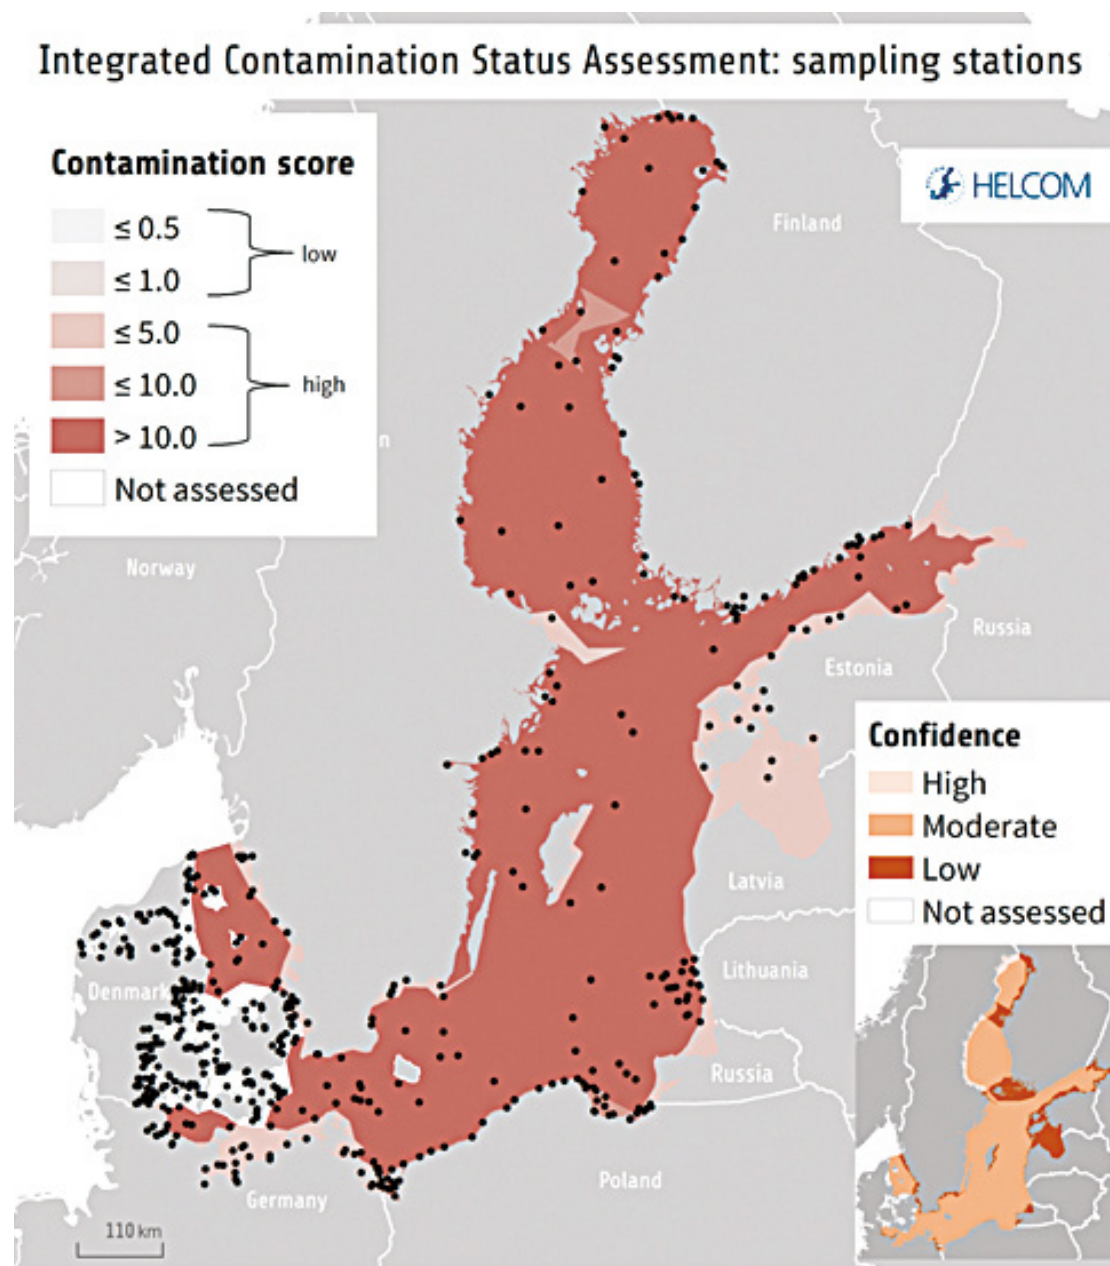 Integrated Contamination Status Assessment: sampling stations
Contamination score
≤ 0.5
≤ 1.0
low
≤ 5.0
≤ 10.0
high
> 10.0
Not assessed
HELCOM
Finland
n
Norway
Russia
Estonia
Confidence
High
Moderate
Low
Not assessed
Latvia
Lithuania
Denmark
Russia
Poland
Germany
110 km